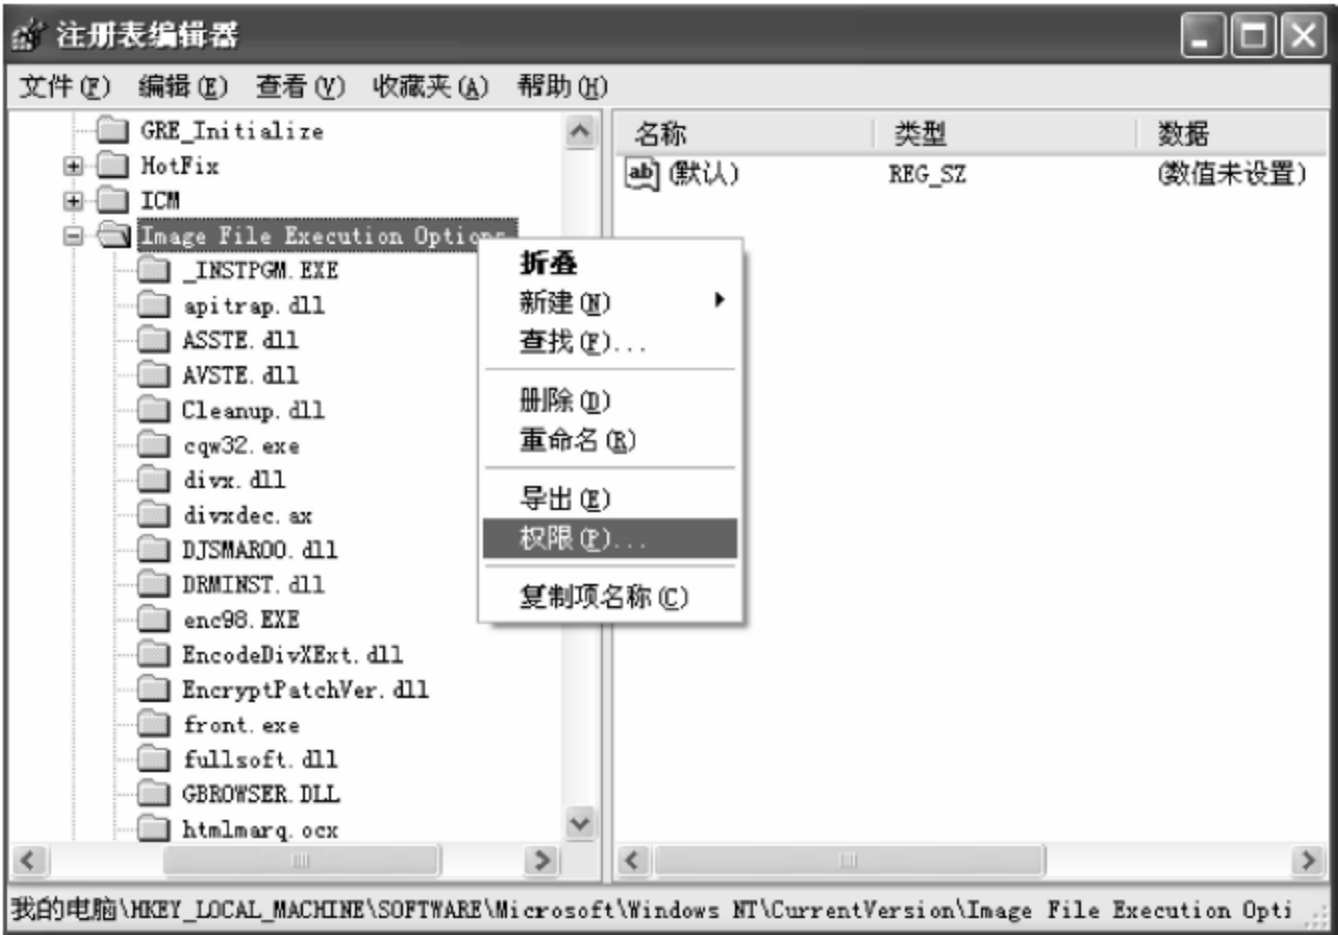 注册表编辑器
文件(F) 编辑(E) 查看(V) 收藏夹(A) 帮助(H)
GRE_Initialize
HotFix
ICM
Image File Execution Options
_INSTPGM.EXE
apitrap.dll
ASSTE.dll
AVSTE.dll
Cleanup.dll
cqw32.exe
divx.dll
divxdec.ax
DJSMAROO.dll
DRMINST.dll
enc98.EXE
EncodeDivXExt.dll
EncryptPatchVer.dll
front.exe
fullsoft.dll
GBROWSER.DLL
htmlmarq.ocx
折叠
新建(N)
查找(F)...
删除(D)
重命名(R)
导出(E)
权限(P)...
复制项名称(C)
名称 类型 数据
ab (默认) REG_SZ (数值未设置)
我的电脑\HKEY_LOCAL_MACHINE\SOFTWARE\Microsoft\Windows NT\CurrentVersion\Image File Execution Opti